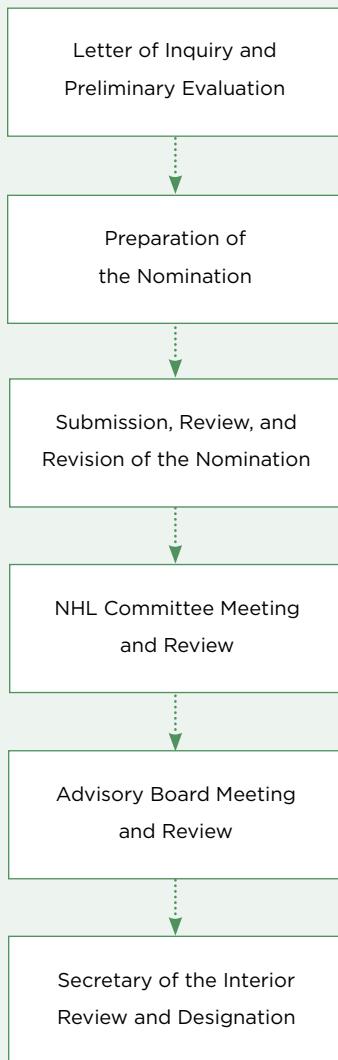 Letter of Inquiry and
Preliminary Evaluation
Preparation of
the Nomination
Submission, Review, and
Revision of the Nomination
NHL Committee Meeting
and Review
Advisory Board Meeting
and Review
Secretary of the Interior
Review and Designation